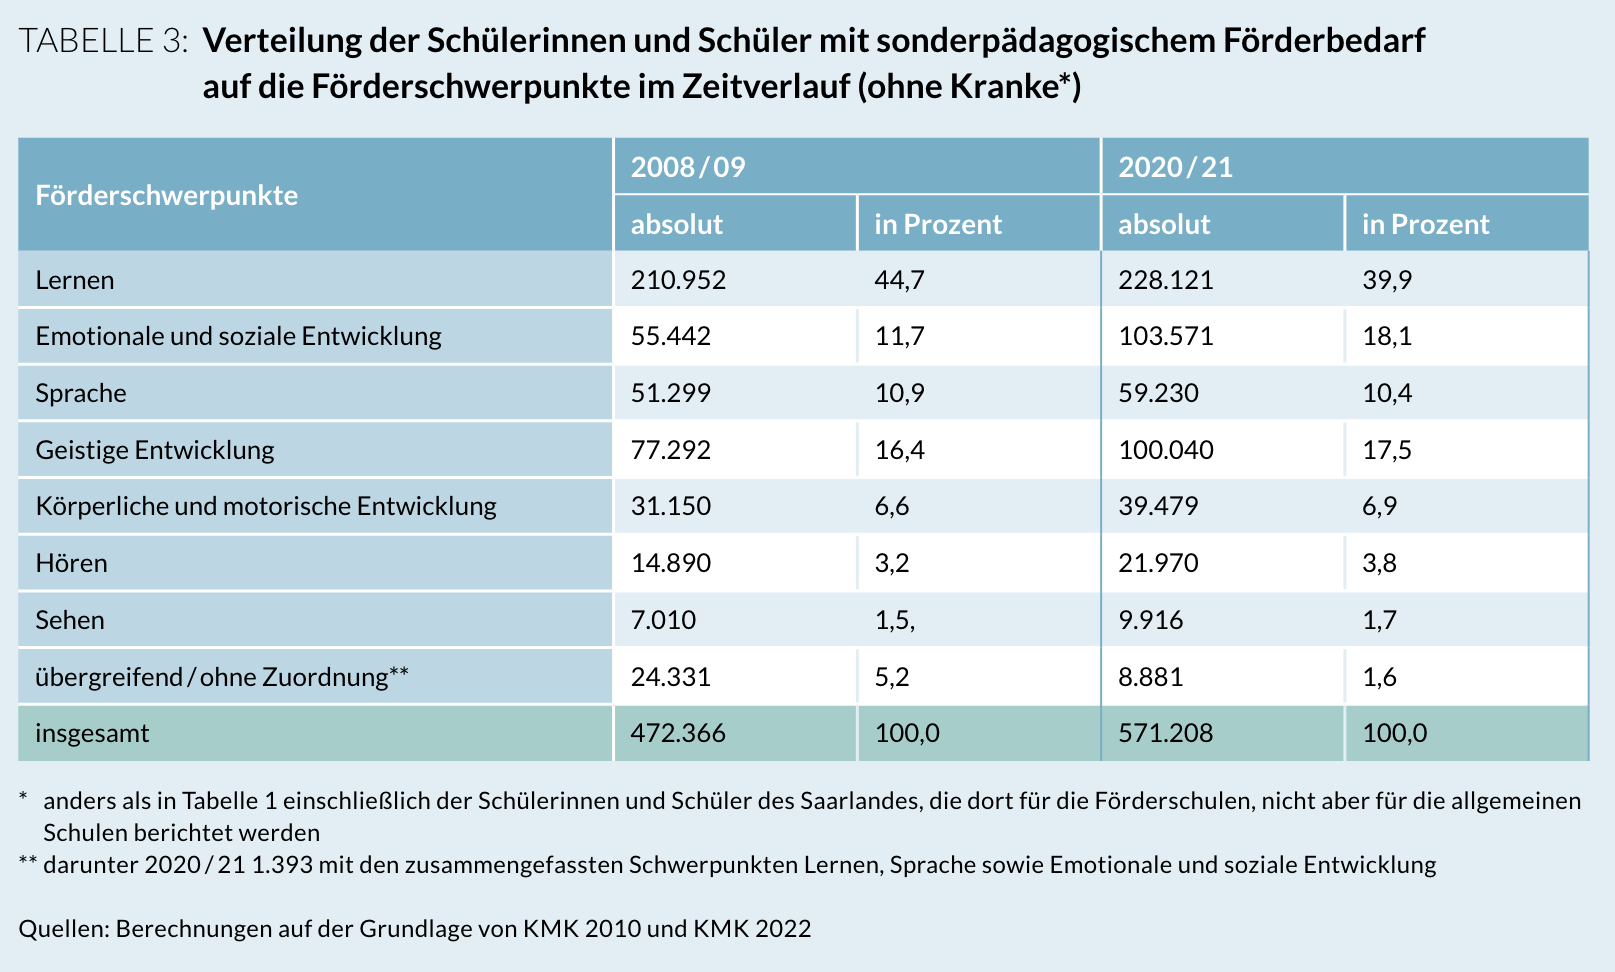 TABELLE 3: Verteilung der Schülerinnen und Schüler mit sonderpädagogischem Förderbedarf
auf die Förderschwerpunkte im Zeitverlauf (ohne Kranke*)
Förderschwerpunkte 2008/09 2020/21
absolut in Prozent absolut in Prozent
Lernen 210.952 44,7 228.121 39,9
Emotionale und soziale Entwicklung 55.442 11,7 103.571 18,1
Sprache 51.299 10,9 59.230 10,4
Geistige Entwicklung 77.292 16,4 100.040 17,5
Körperliche und motorische Entwicklung 31.150 6,6 39.479 6,9
Hören 14.890 3,2 21.970 3,8
Sehen 7.010 1,5, 9.916 1,7
übergreifend/ohne Zuordnung** 24.331 5,2 8.881 1,6
insgesamt 472.366 100,0 571.208 100,0
* anders als in Tabelle 1 einschließlich der Schülerinnen und Schüler des Saarlandes, die dort für die Förderschulen, nicht aber für die allgemeinen
Schulen berichtet werden
** darunter 2020/21 1.393 mit den zusammengefassten Schwerpunkten Lernen, Sprache sowie Emotionale und soziale Entwicklung
Quellen: Berechnungen auf der Grundlage von KMK 2010 und KMK 2022